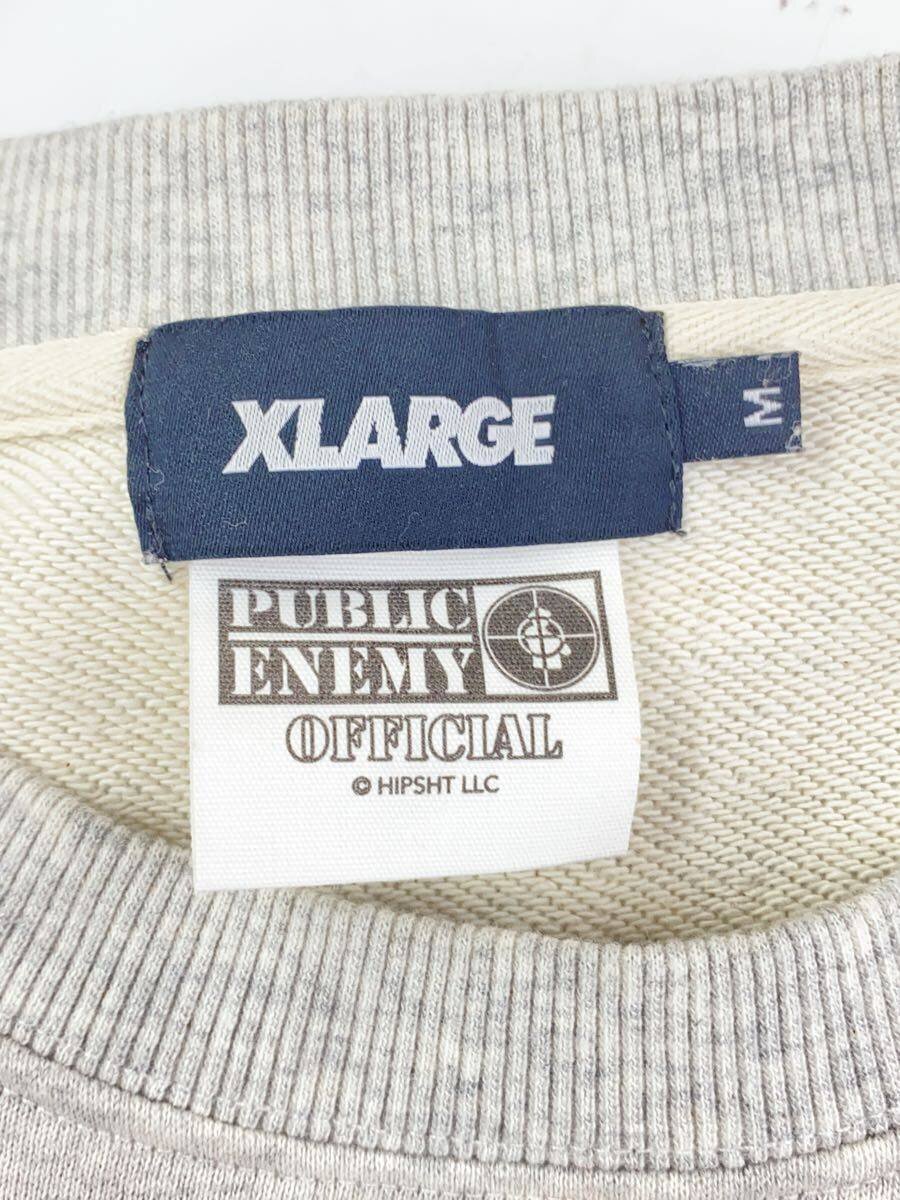 XLARGE
M
PUBLIC
ENEMY
OFFICIAL
© HIPSHT LLC